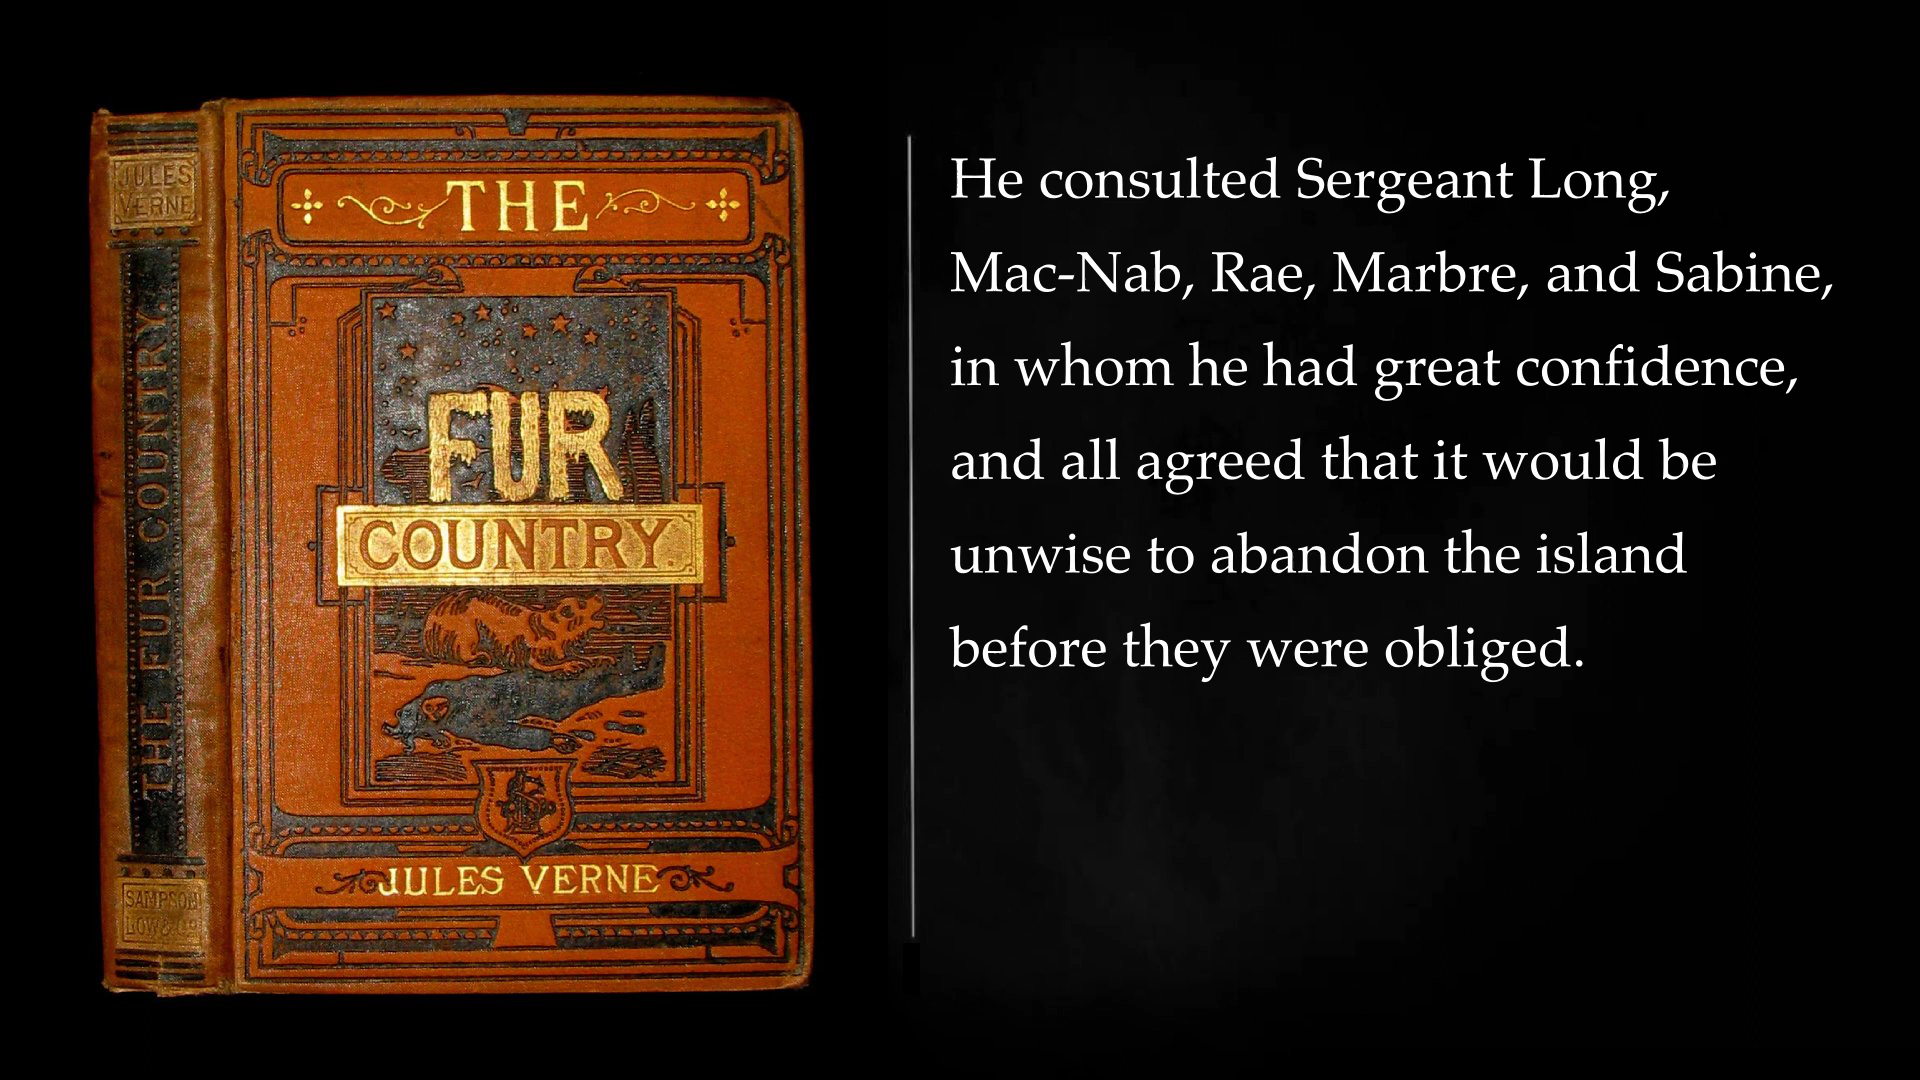 JULES
VERNE
THE FUR COUNTRY.
SAMPSON
LOW & Co
THE
FUR
COUNTRY.
JULES VERNE
He consulted Sergeant Long,
Mac-Nab, Rae, Marbre, and Sabine,
in whom he had great confidence,
and all agreed that it would be
unwise to abandon the island
before they were obliged.